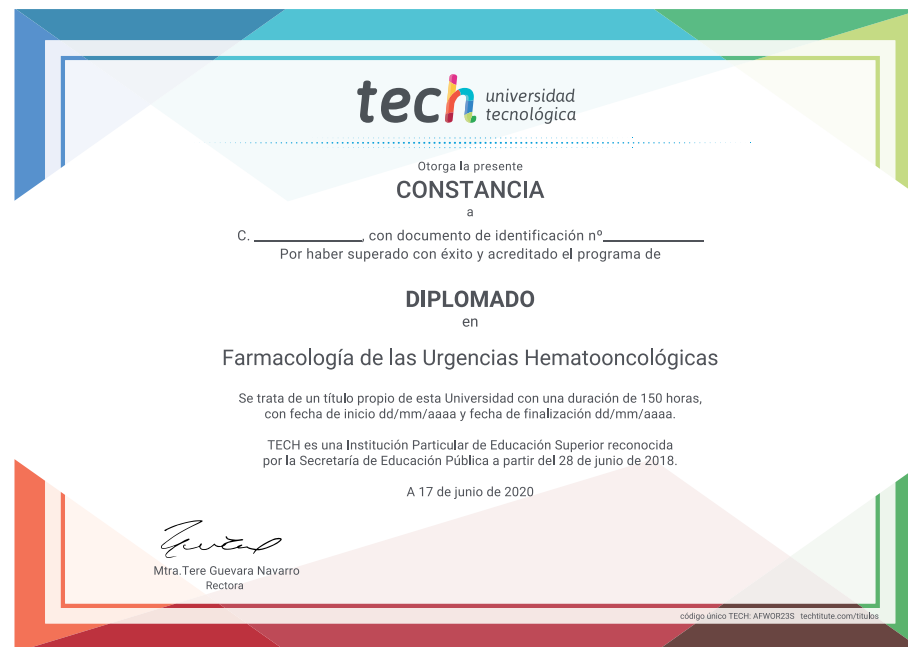 tech universidad
tecnológica
Otorga la presente
CONSTANCIA
a
C. ____________, con documento de identificación nº____________
Por haber superado con éxito y acreditado el programa de
DIPLOMADO
en
Farmacología de las Urgencias Hematooncológicas
Se trata de un título propio de esta Universidad con una duración de 150 horas,
con fecha de inicio dd/mm/aaaa y fecha de finalización dd/mm/aaaa.
TECH es una Institución Particular de Educación Superior reconocida
por la Secretaría de Educación Pública a partir del 28 de junio de 2018.
A 17 de junio de 2020
Mtra.Tere Guevara Navarro
Rectora
código único TECH: AFWOR23S techtitute.com/titulos